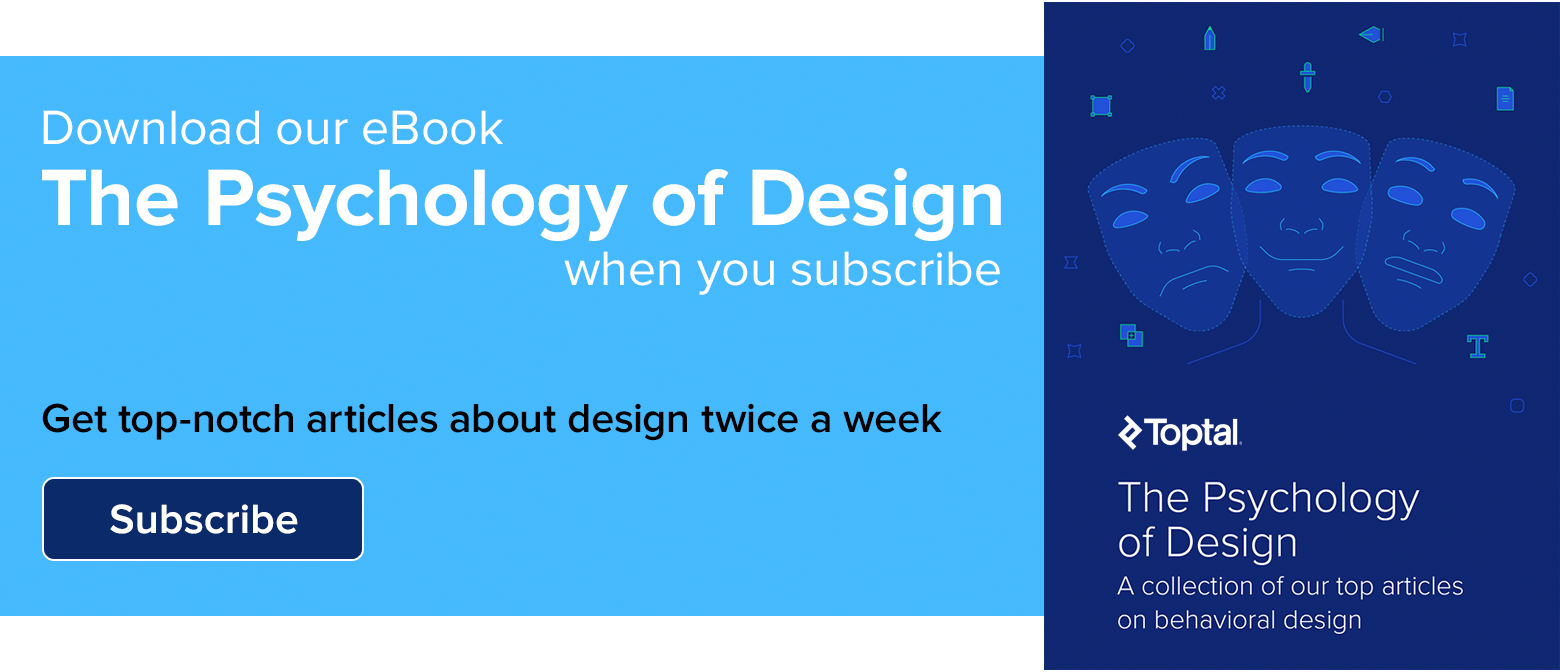 Download our eBook
The Psychology of Design
when you subscribe
Get top-notch articles about design twice a week
Subscribe
Toptal
The Psychology
of Design
A collection of our top articles
on behavioral design